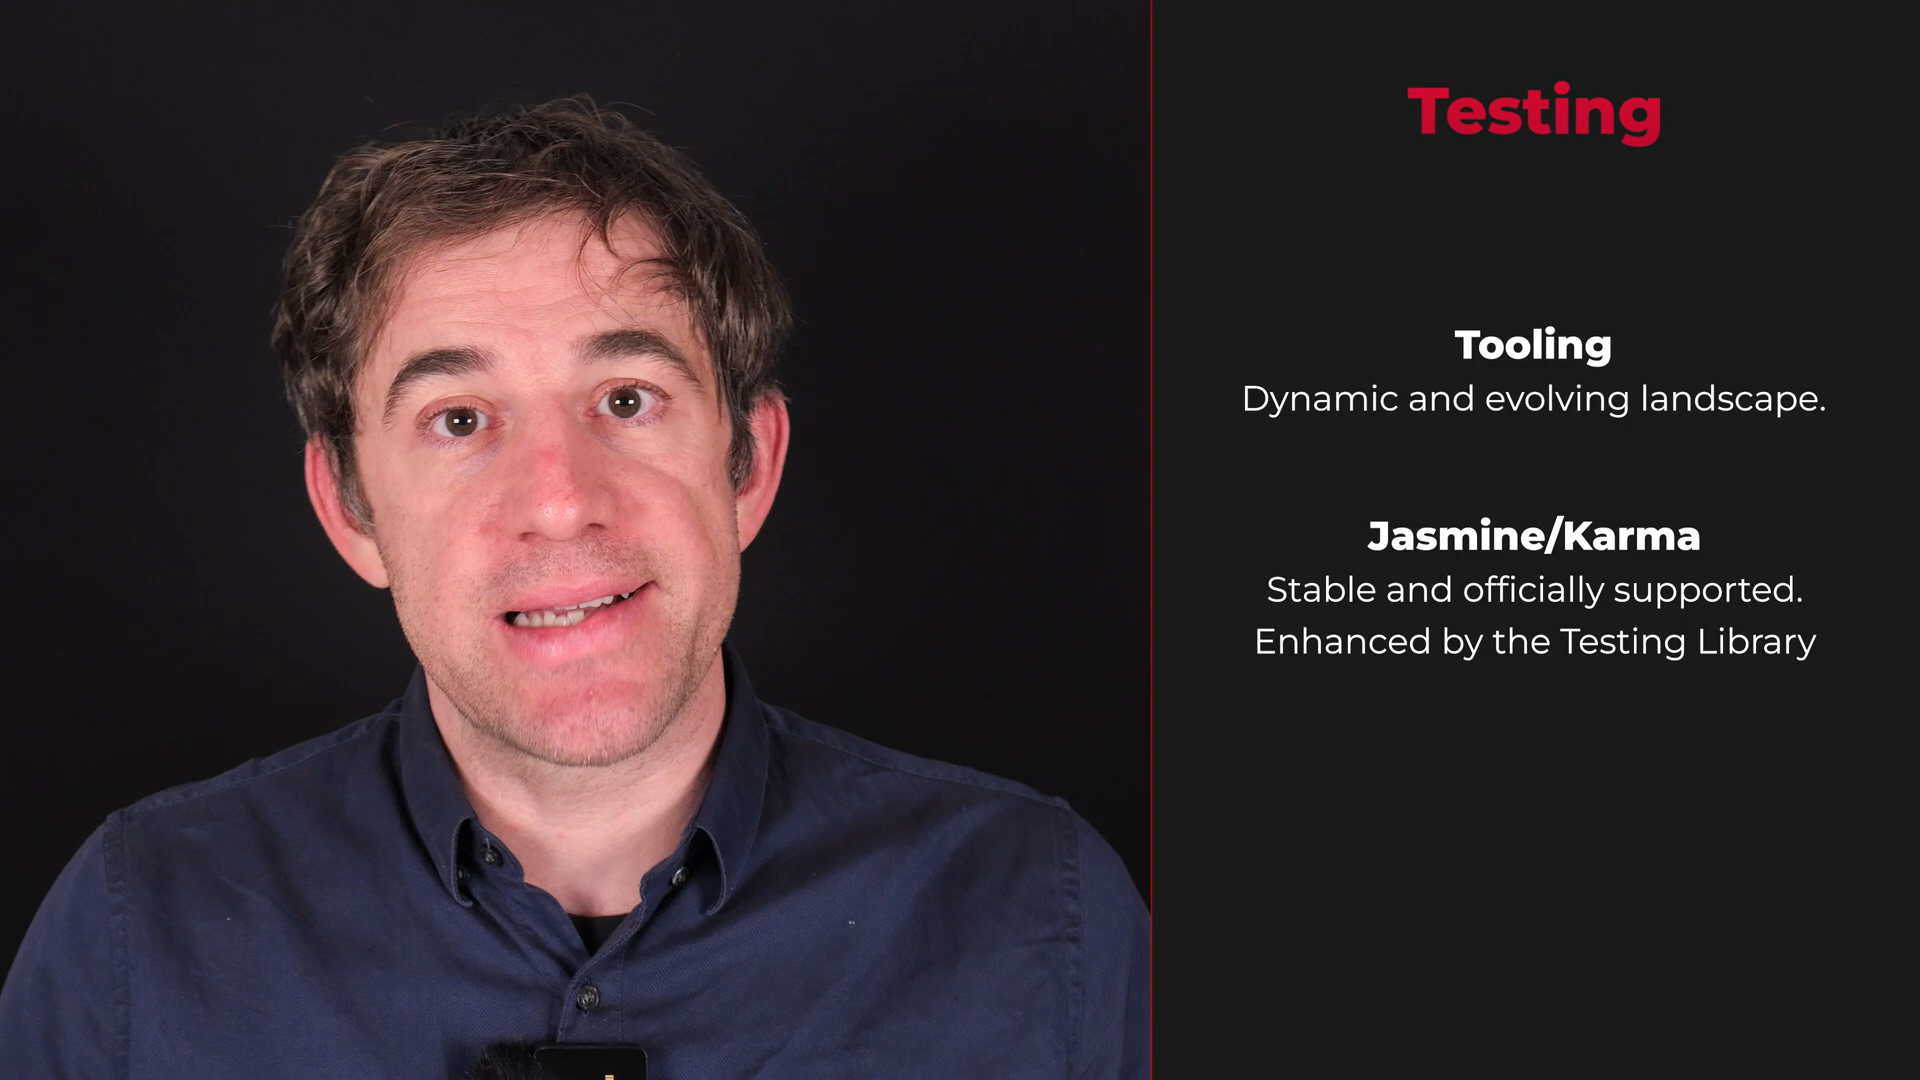 Testing
Tooling
Dynamic and evolving landscape.
Jasmine/Karma
Stable and officially supported.
Enhanced by the Testing Library